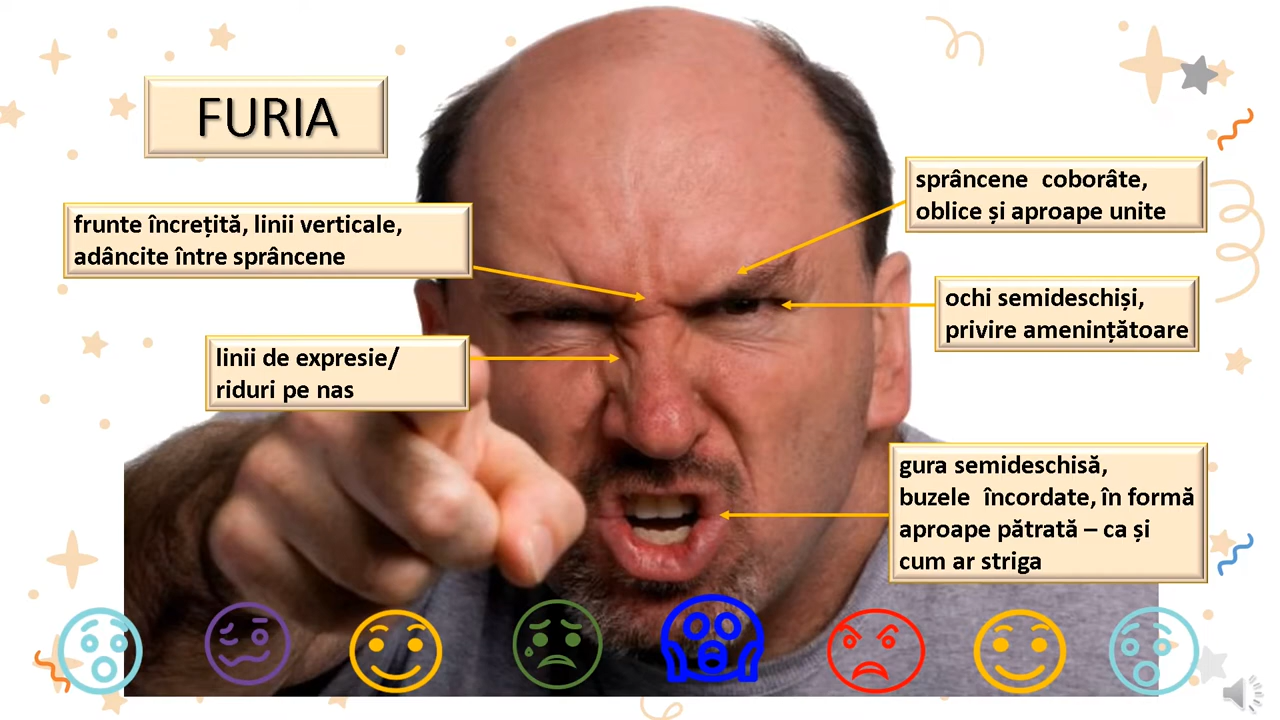 FURIA
frunte încrețită, linii verticale,
adâncite între sprâncene
linii de expresie/
riduri pe nas
sprâncene coborâte,
oblice și aproape unite
ochi semideschiși,
privire amenințătoare
gura semideschisă,
buzele încordate, în formă
aproape pătrată – ca și
cum ar striga